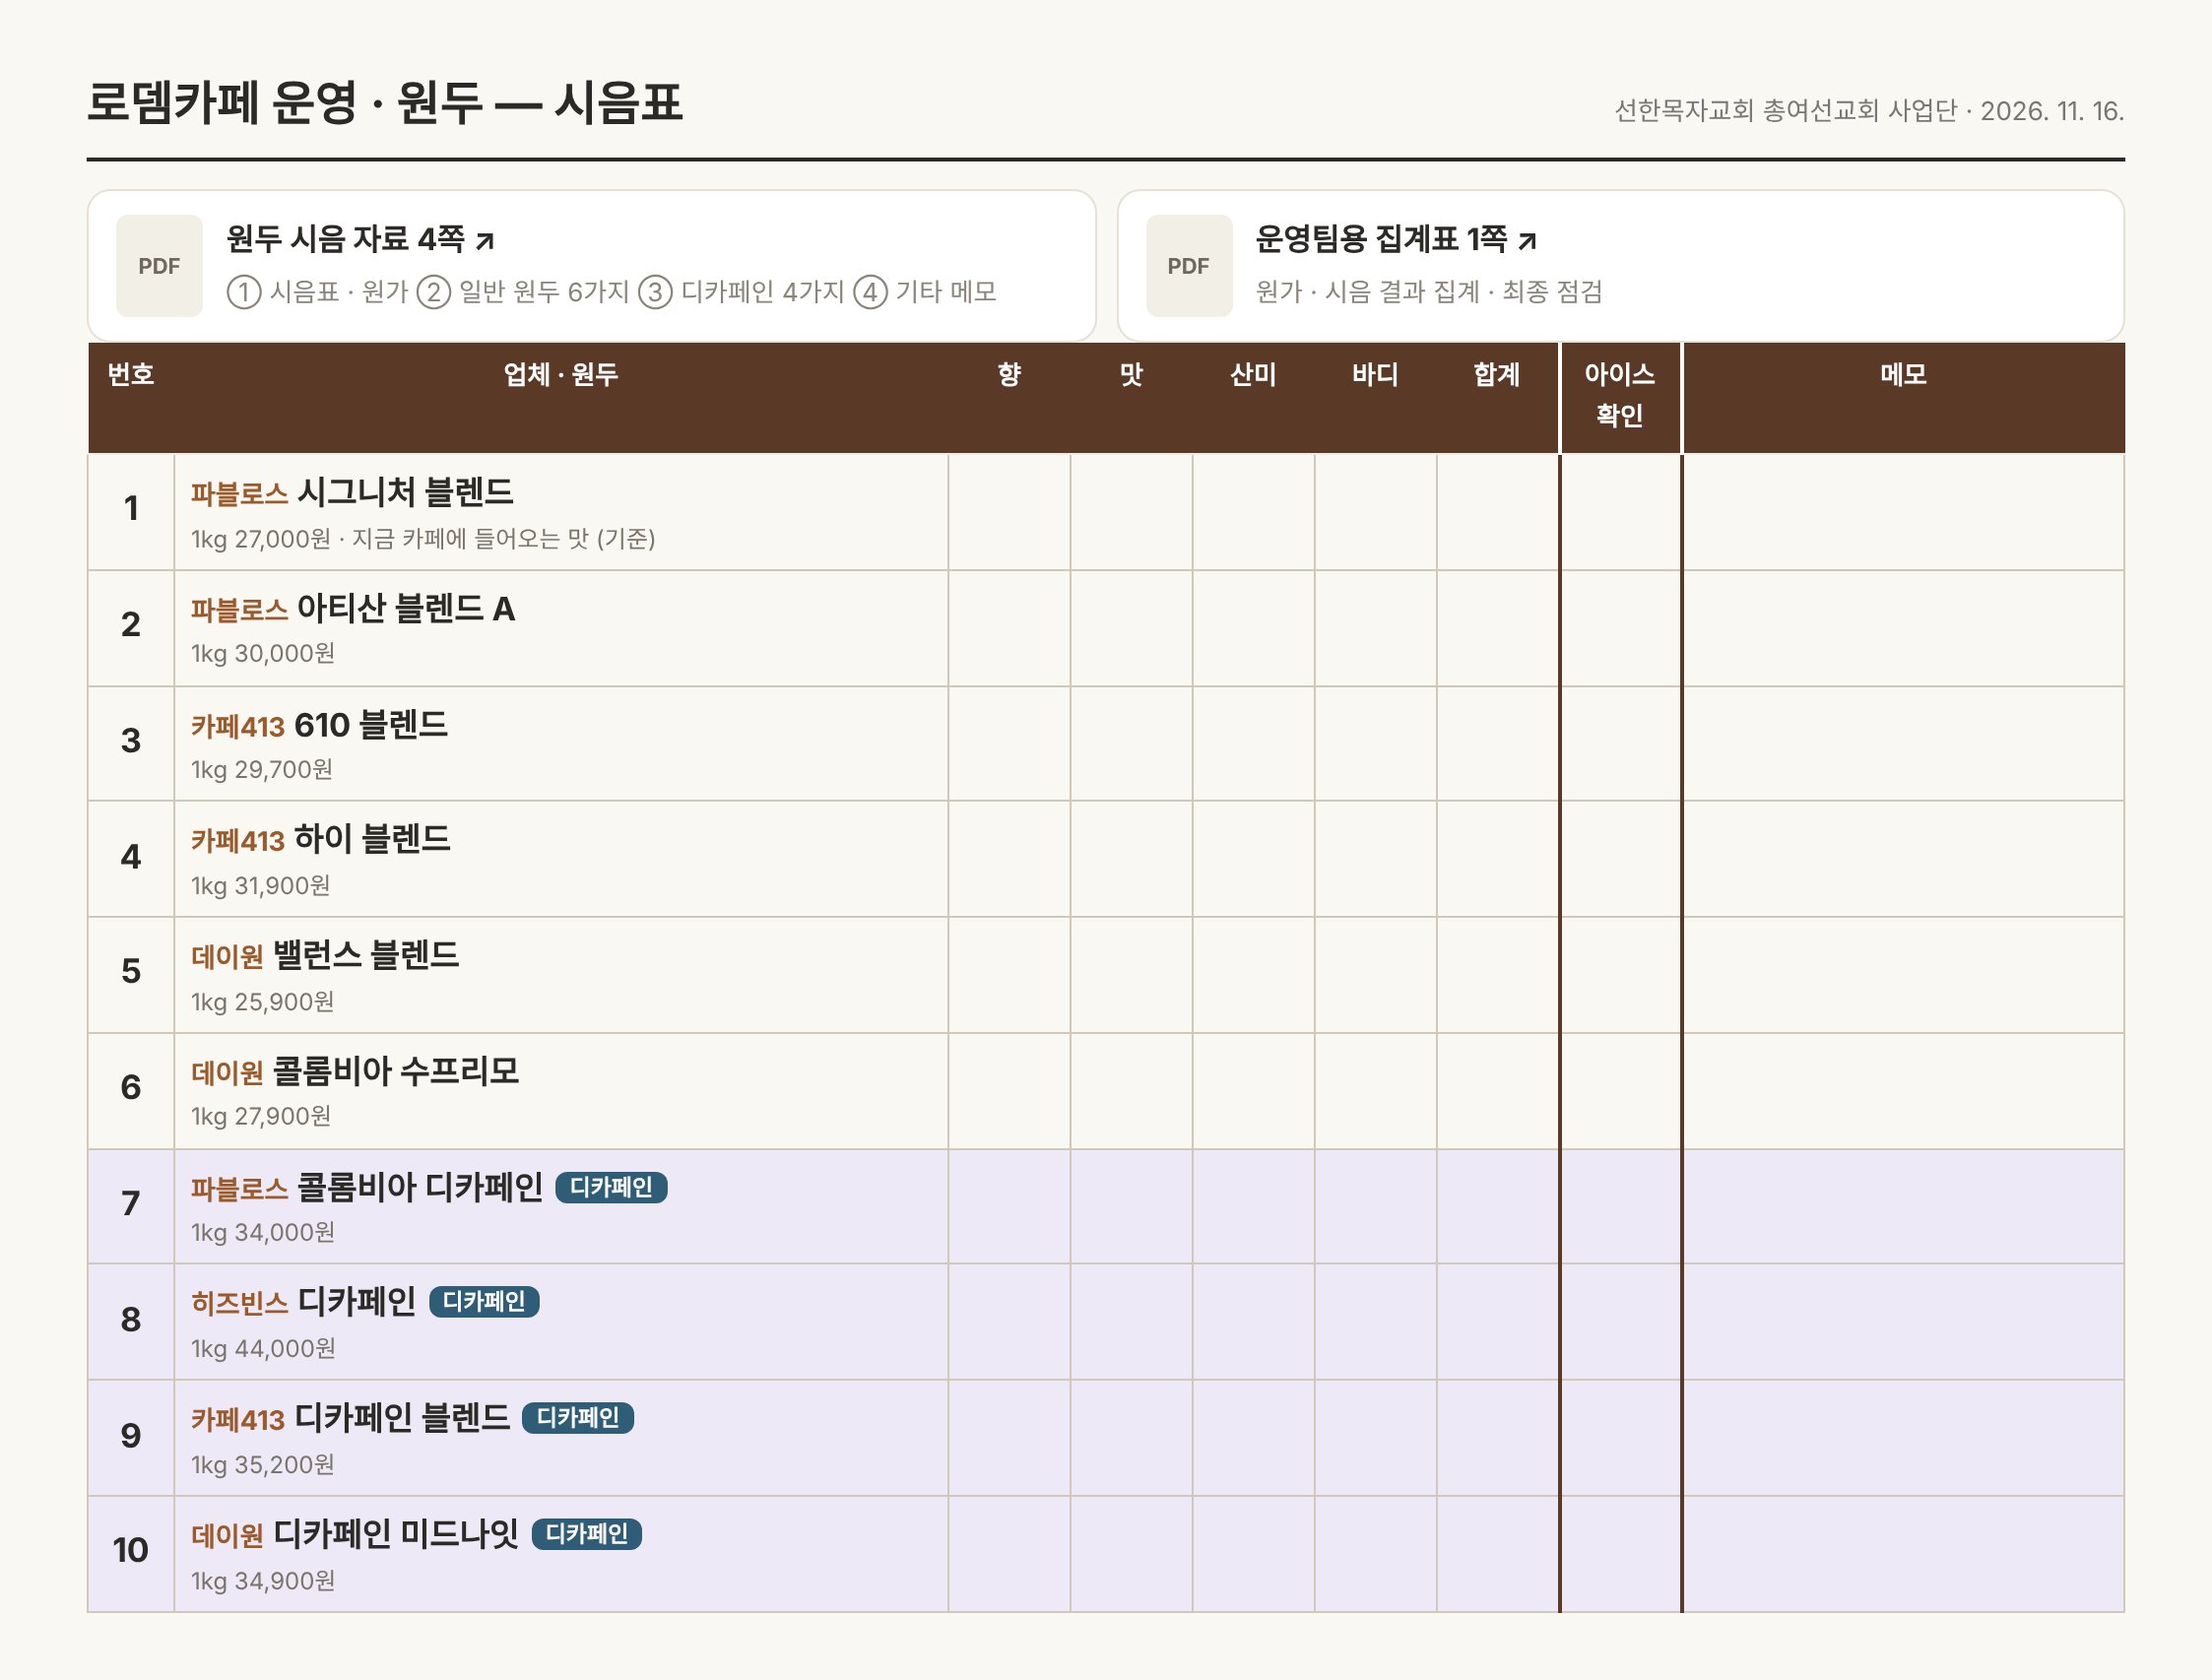 로뎀카페 운영 · 원두 — 시음표
선한목자교회 총여선교회 사업단 · 2026. 11. 16.
PDF
원두 시음 자료 4쪽 ↗
① 시음표 · 원가 ② 일반 원두 6가지 ③ 디카페인 4가지 ④ 기타 메모
PDF
운영팀용 집계표 1쪽 ↗
원가 · 시음 결과 집계 · 최종 점검
번호 업체 · 원두 향 맛 산미 바디 합계 아이스 확인 메모
1 파블로스 시그니처 블렌드
1kg 27,000원 · 지금 카페에 들어오는 맛 (기준)
2 파블로스 아티산 블렌드 A
1kg 30,000원
3 카페413 610 블렌드
1kg 29,700원
4 카페413 하이 블렌드
1kg 31,900원
5 데이원 밸런스 블렌드
1kg 25,900원
6 데이원 콜롬비아 수프리모
1kg 27,900원
7 파블로스 콜롬비아 디카페인 디카페인
1kg 34,000원
8 히즈빈스 디카페인 디카페인
1kg 44,000원
9 카페413 디카페인 블렌드 디카페인
1kg 35,200원
10 데이원 디카페인 미드나잇 디카페인
1kg 34,900원